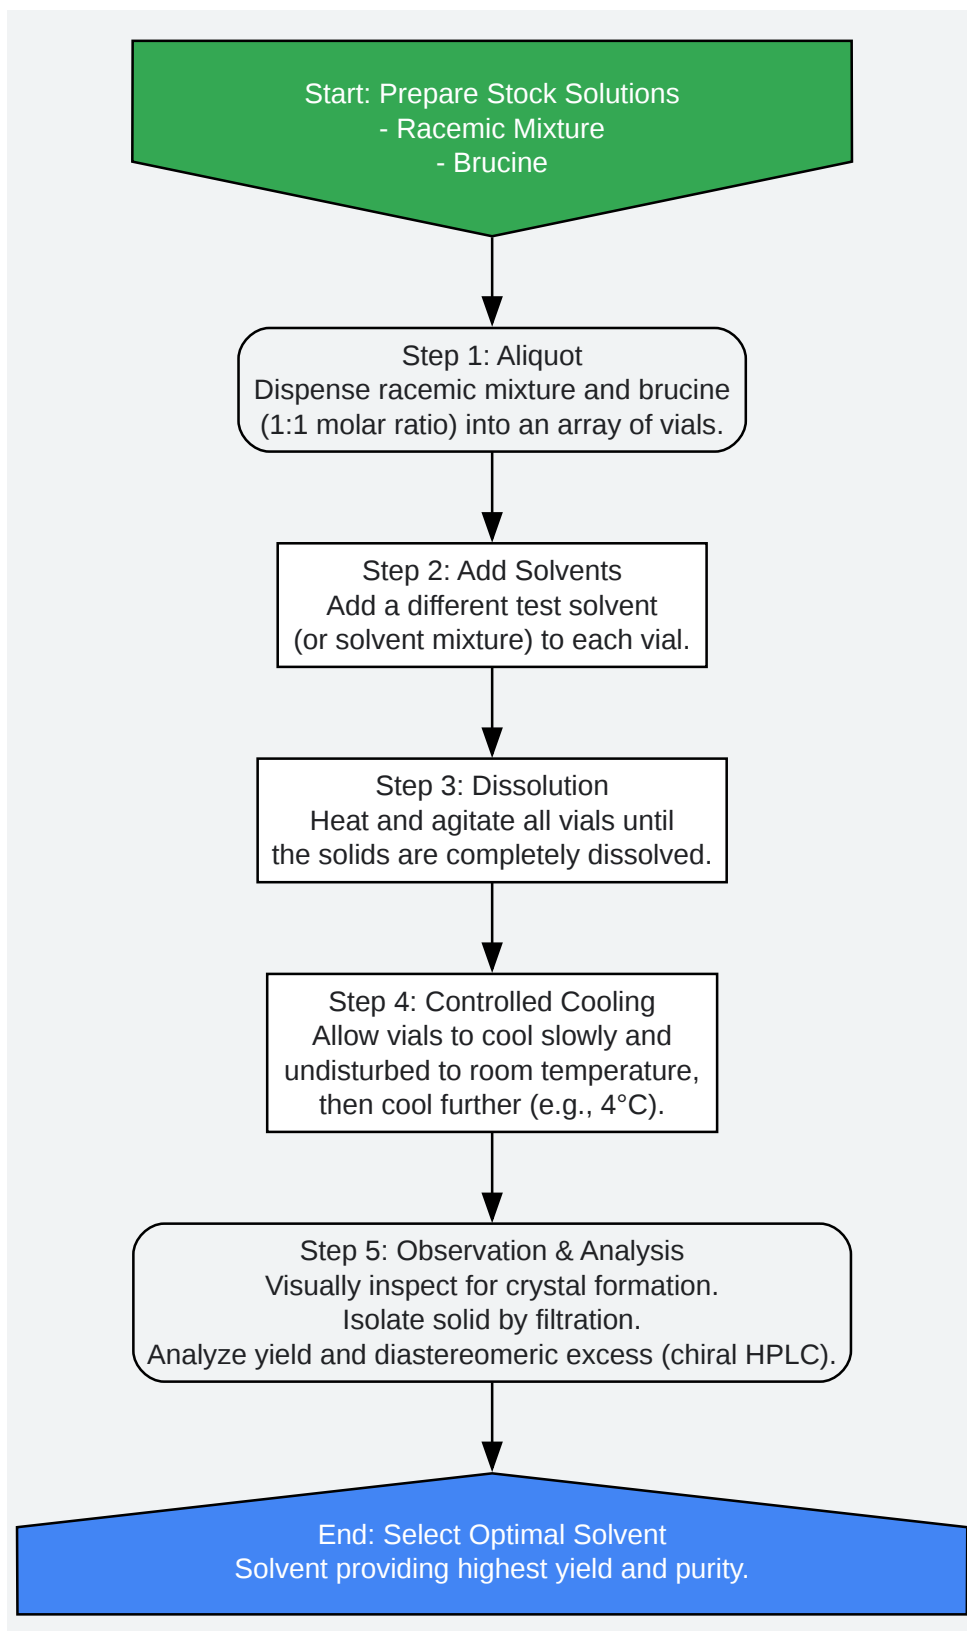 Start: Prepare Stock Solutions
- Racemic Mixture
- Brucine
Step 1: Aliquot
Dispense racemic mixture and brucine
(1:1 molar ratio) into an array of vials.
Step 2: Add Solvents
Add a different test solvent
(or solvent mixture) to each vial.
Step 3: Dissolution
Heat and agitate all vials until
the solids are completely dissolved.
Step 4: Controlled Cooling
Allow vials to cool slowly and
undisturbed to room temperature,
then cool further (e.g., 4°C).
Step 5: Observation & Analysis
Visually inspect for crystal formation.
Isolate solid by filtration.
Analyze yield and diastereomeric excess (chiral HPLC).
End: Select Optimal Solvent
Solvent providing highest yield and purity.